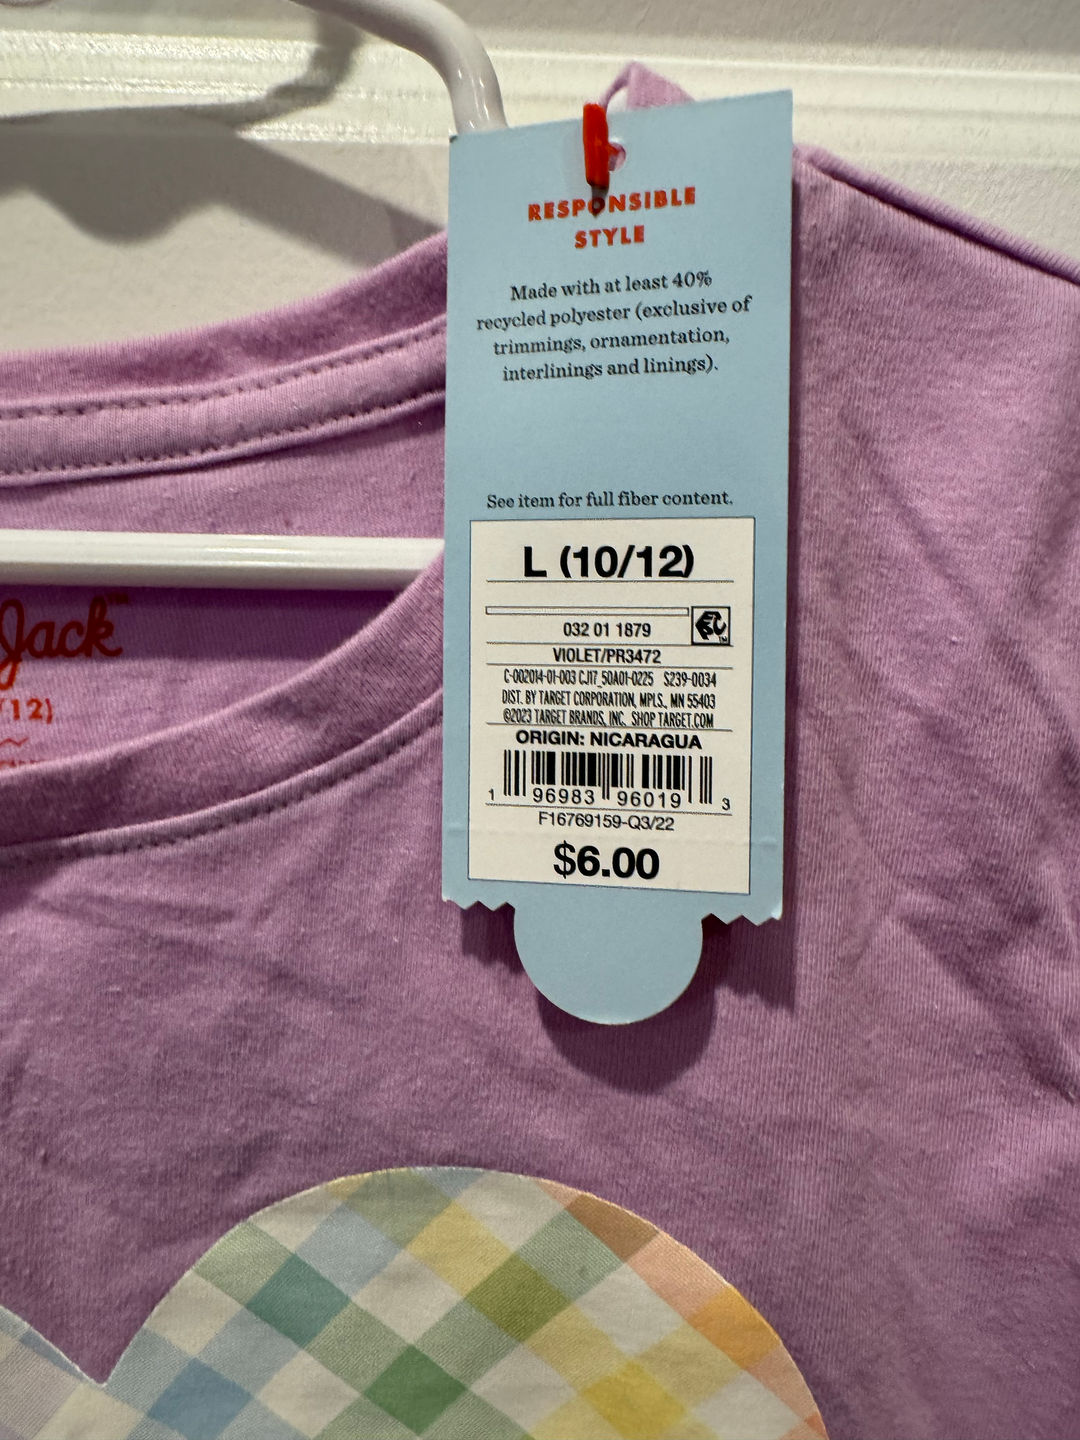 RESPONSIBLE
STYLE
Made with at least 40%
recycled polyester (exclusive of
trimmings, ornamentation,
interlinings and linings).
See item for full fiber content.
L (10/12)
032 01 1879
VIOLET/PR3472
C-002014-01-003 CJ17_50A01-0225 S239-0034
DIST. BY TARGET CORPORATION, MPLS., MN 55403
©2023 TARGET BRANDS, INC. SHOP TARGET.COM
ORIGIN: NICARAGUA
1 96983 96019 3
F16769159-Q3/22
$6.00
Jack™
/12)